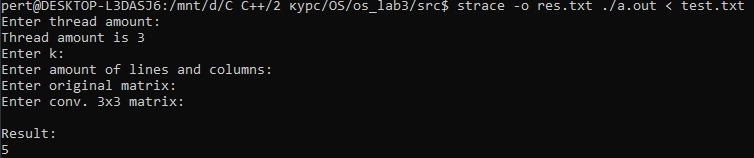 pert@DESKTOP-L3DASJ6:/mnt/d/C C++/2 курс/OS/os_lab3/src$ strace -o res.txt ./a.out < test.txt
Enter thread amount:
Thread amount is 3
Enter k:
Enter amount of lines and columns:
Enter original matrix:
Enter conv. 3x3 matrix:
Result:
5